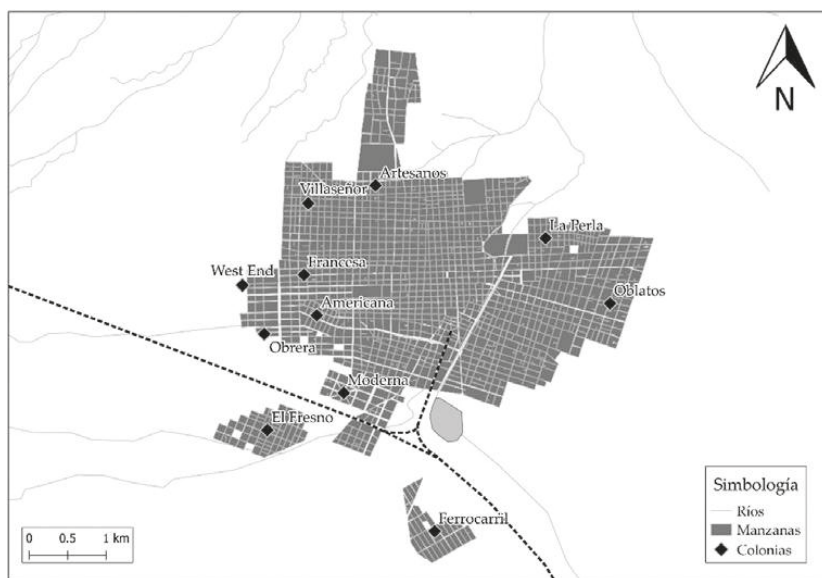 N
Artesanos
Villaseñor
La Perla
Francesa
West End
Oblatos
Americana
Obrera
Moderna
El Fresno
Ferrocarril
Simbología
Ríos
Manzanas
Colonias
0 0.5 1 km